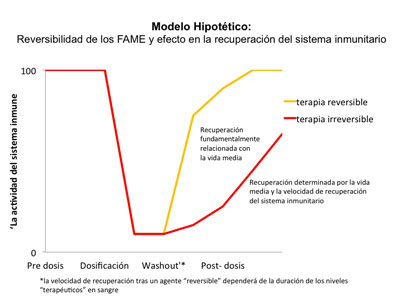 Modelo Hipotético:
Reversibilidad de los FAME y efecto en la recuperación del sistema inmunitario
100
terapia reversible
terapia irreversible
Recuperación
fundamentalmente
relacionada con
la vida media
Recuperación determinada por la vida
media y la velocidad de recuperación
del sistema inmunitario
'La actividad del sistema inmune
0
Pre dosis Dosificación Washout'* Post- dosis
*la velocidad de recuperación tras un agente “reversible” dependerá de la duración de los niveles
“terapéuticos” en sangre